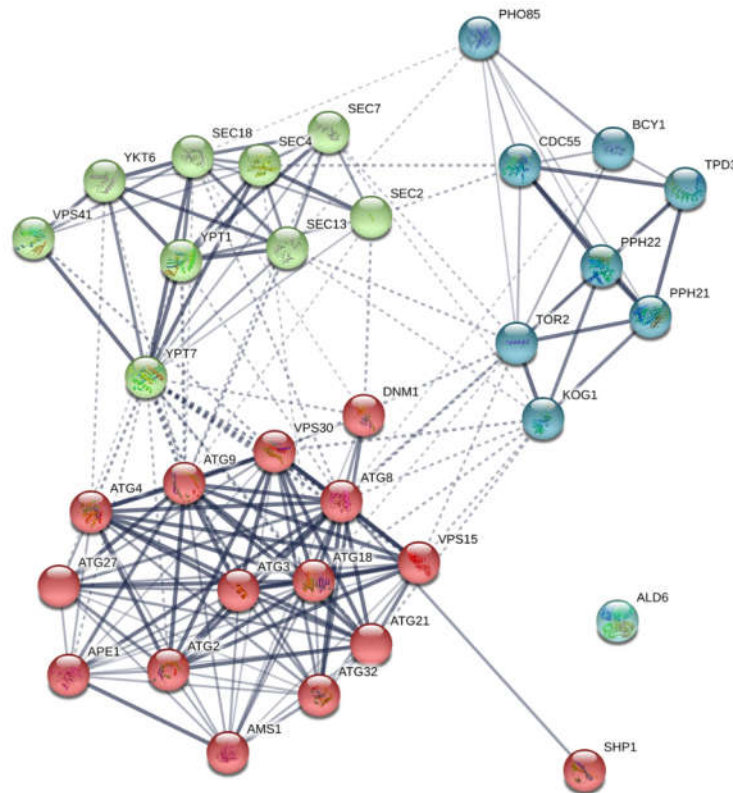 PHO85
SEC7
SEC18
SEC4
BCY1
CDC55
YKT6
TPD3
SEC2
VPS41
SEC13
YPT1
PPH22
PPH21
TOR2
YPT7
DNM1
KOG1
VPS30
ATG9
ATG8
ATG4
VPS15
ATG27
ATG3
ATG18
ALD6
ATG21
APE1
ATG2
ATG32
AMS1
SHP1